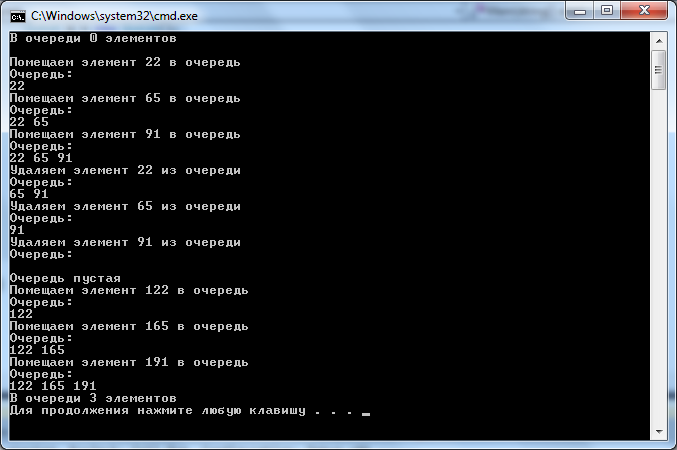 C:\Windows\system32\cmd.exe
В очереди 0 элементов
Помещаем элемент 22 в очередь
Очередь:
22
Помещаем элемент 65 в очередь
Очередь:
22 65
Помещаем элемент 91 в очередь
Очередь:
22 65 91
Удаляем элемент 22 из очереди
Очередь:
65 91
Удаляем элемент 65 из очереди
Очередь:
91
Удаляем элемент 91 из очереди
Очередь:
Очередь пустая
Помещаем элемент 122 в очередь
Очередь:
122
Помещаем элемент 165 в очередь
Очередь:
122 165
Помещаем элемент 191 в очередь
Очередь:
122 165 191
В очереди 3 элементов
Для продолжения нажмите любую клавишу . . .